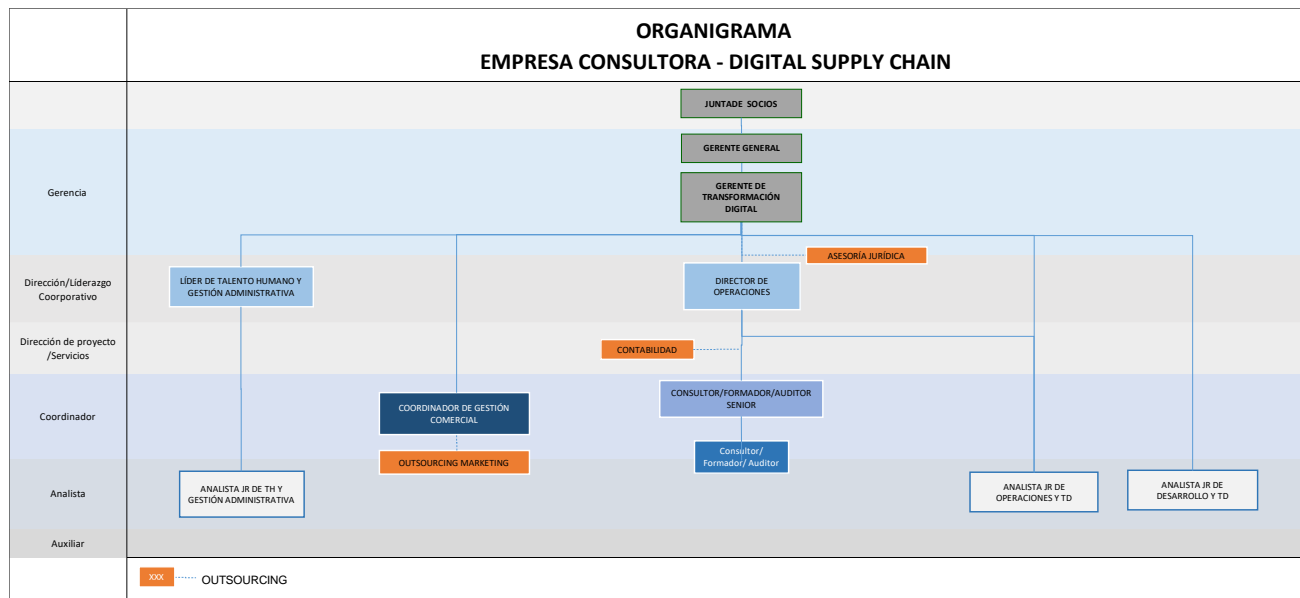 ORGANIGRAMA
EMPRESA CONSULTORA - DIGITAL SUPPLY CHAIN
JUNTADE SOCIOS
GERENTE GENERAL
Gerencia
GERENTE DE
TRANSFORMACIÓN
DIGITAL
ASESORÍA JURÍDICA
Dirección/Líderazgo
Coorporativo
LÍDER DE TALENTO HUMANO Y
GESTIÓN ADMINISTRATIVA
DIRECTOR DE
OPERACIONES
Dirección de proyecto
/Servicios
CONTABILIDAD
Coordinador
COORDINADOR DE GESTIÓN
COMERCIAL
CONSULTOR/FORMADOR/AUDITOR
SENIOR
OUTSOURCING MARKETING
Consultor/
Formador/ Auditor
Analista
ANALISTA JR DE TH Y
GESTIÓN ADMINISTRATIVA
ANALISTA JR DE
OPERACIONES Y TD
ANALISTA JR DE
DESARROLLO Y TD
Auxiliar
XXX
OUTSOURCING